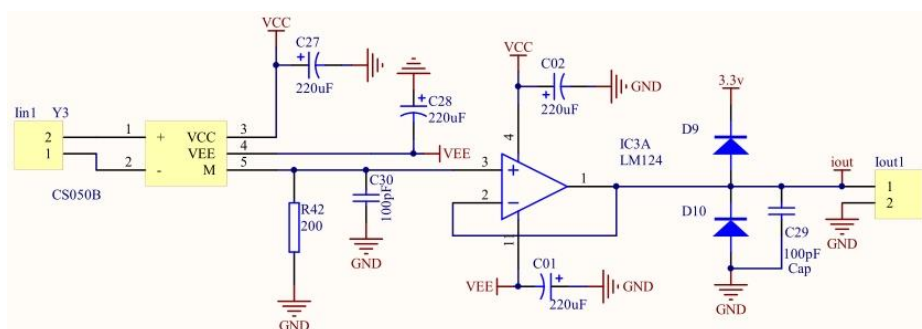 VCC
C27
+
220uF
C28
+
220uF
Iin1 Y3
2
1
1
2
+
-
VCC
VEE
M
3
4
5
CS050B
VEE
R42
200
GND
C30
100pF
GND
VCC
C02
+
220uF
GND
4
3
2
+
−
1
11
IC3A
LM124
VEE
C01
+
220uF
GND
3.3v
D9
D10
GND
C29
100pF
Cap
iout
GND
Iout1
1
2